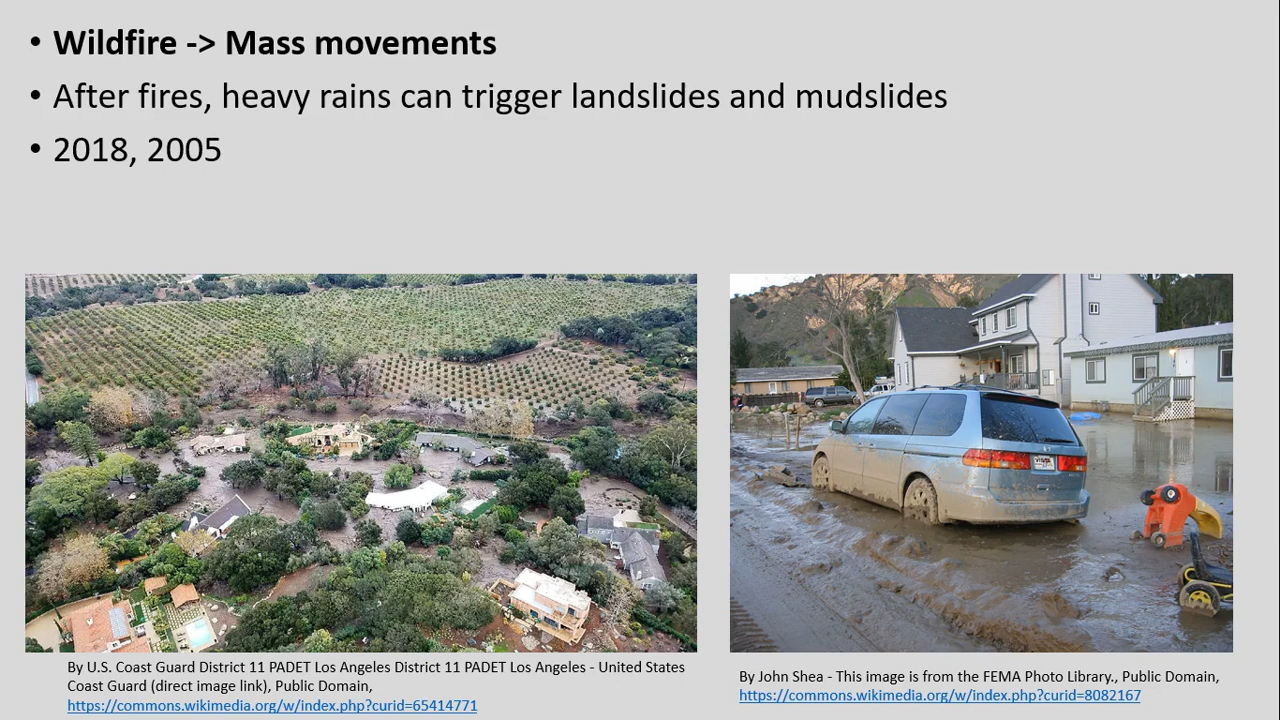 • Wildfire -> Mass movements
• After fires, heavy rains can trigger landslides and mudslides
• 2018, 2005
By U.S. Coast Guard District 11 PADET Los Angeles District 11 PADET Los Angeles - United States
Coast Guard (direct image link), Public Domain,
https://commons.wikimedia.org/w/index.php?curid=65414771
By John Shea - This image is from the FEMA Photo Library., Public Domain,
https://commons.wikimedia.org/w/index.php?curid=8082167